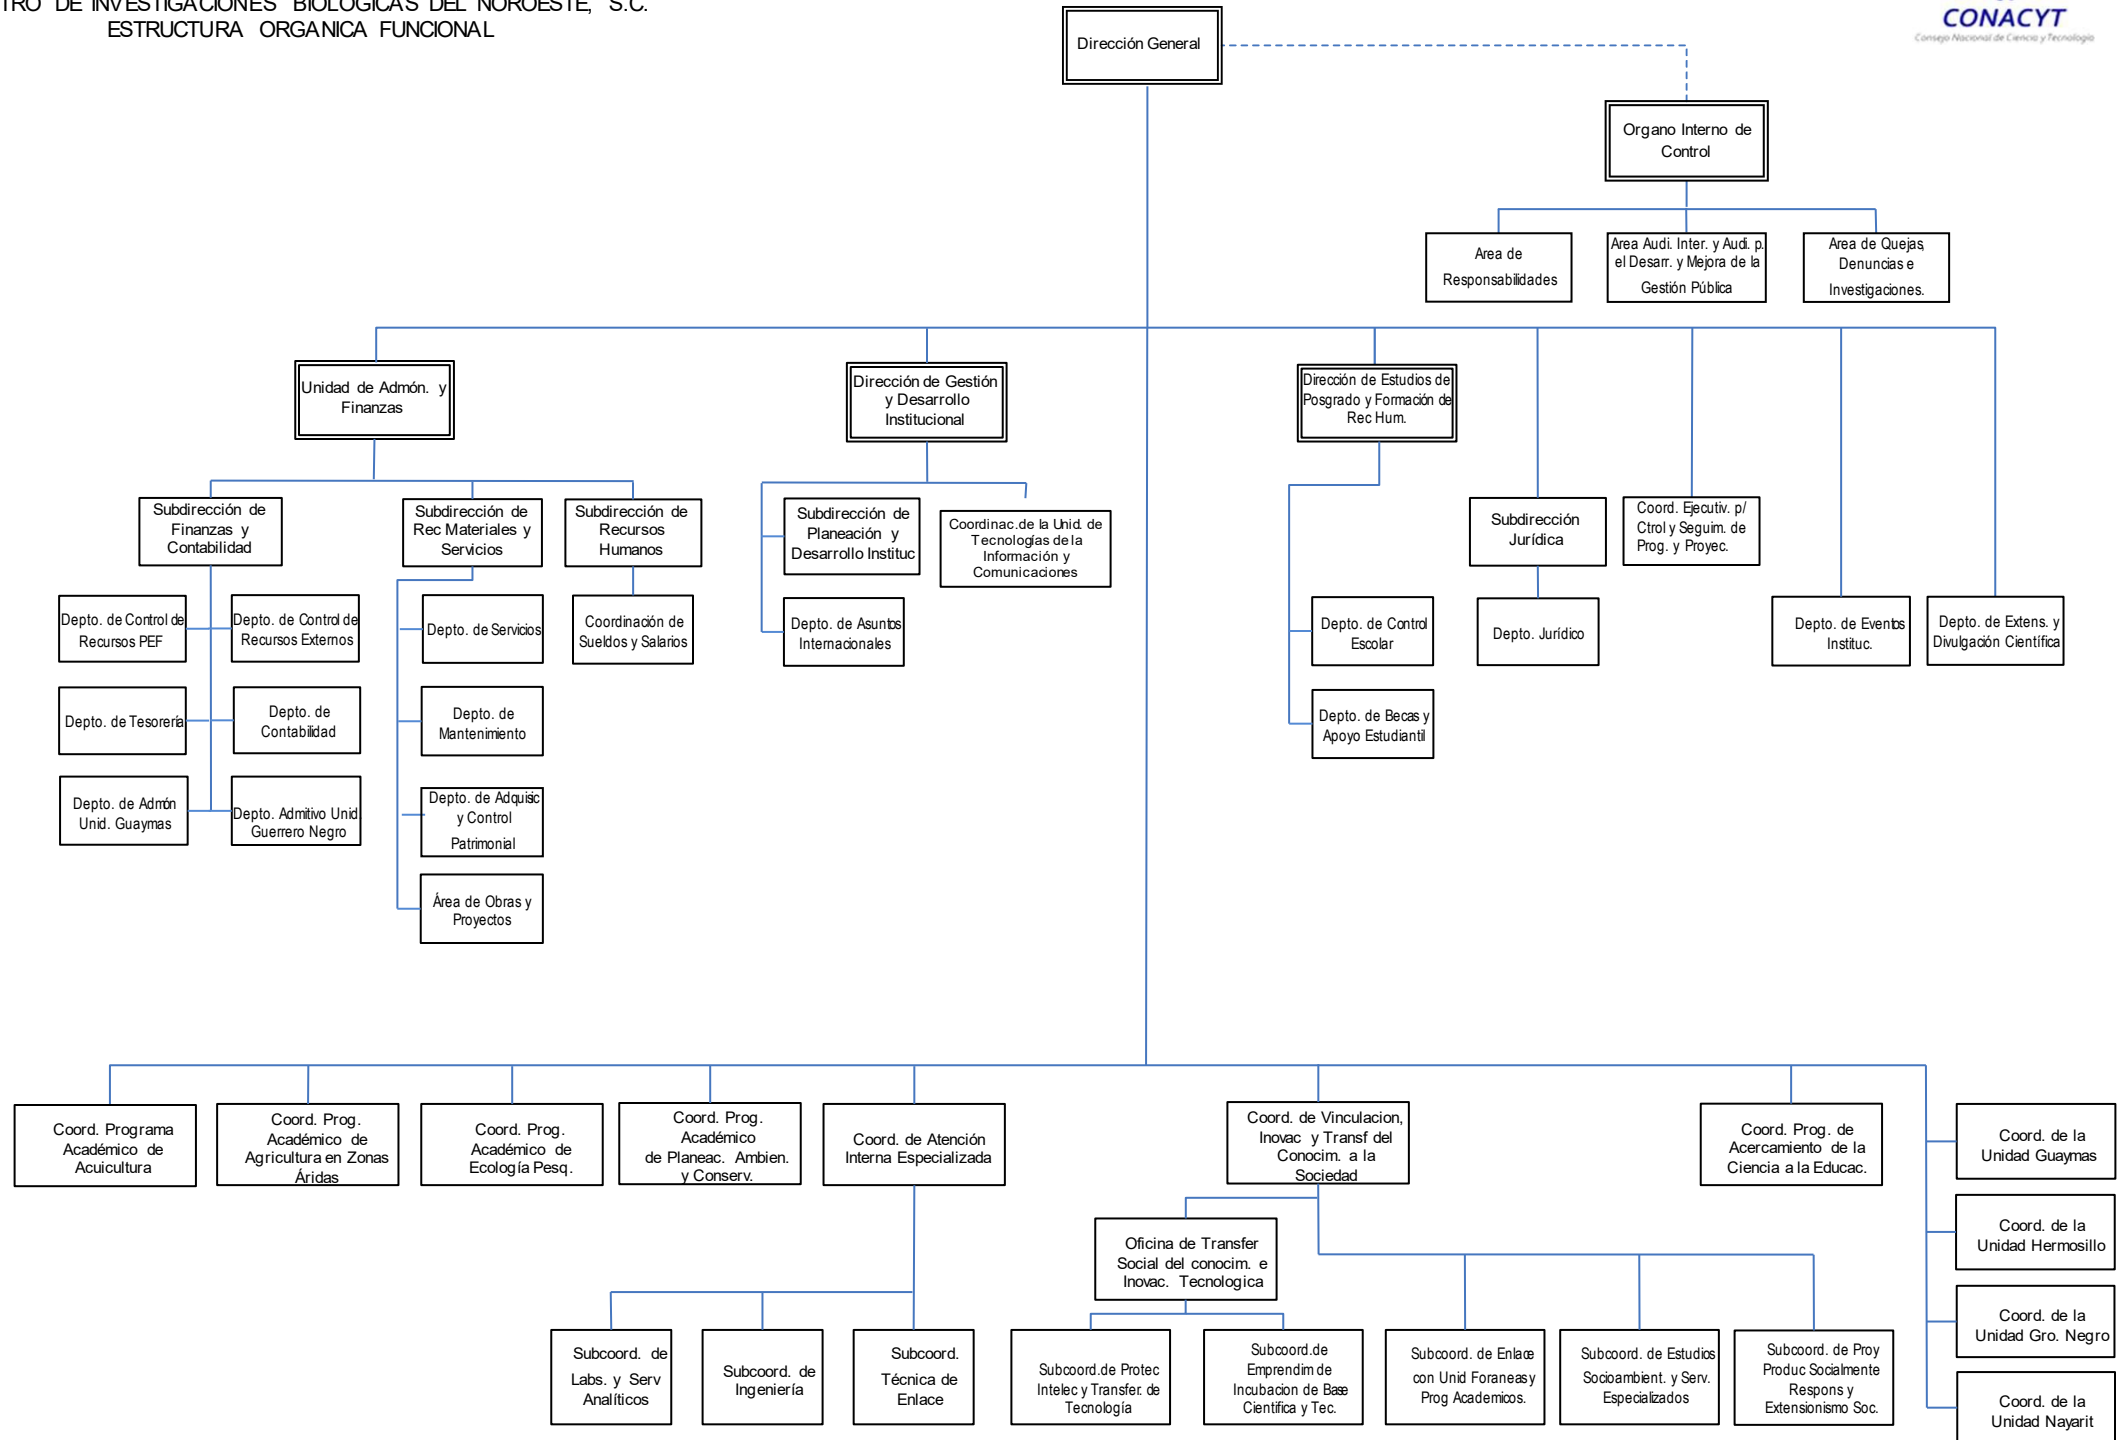 TRO DE INVESTIGACIONES BIOLOGICAS DEL NOROESTE, S.C.
ESTRUCTURA ORGANICA FUNCIONAL
CONACYT
Consejo Nacional de Ciencia y Tecnología
Dirección General
Organo Interno de
Control
Area de
Responsabilidades
Area Audi. Inter. y Audi. p.
el Desarr. y Mejora de la
Gestión Pública
Area de Quejas,
Denuncias e
Investigaciones.
Unidad de Admón. y
Finanzas
Dirección de Gestión
y Desarrollo
Institucional
Dirección de Estudios de
Posgrado y Formación de
Rec Hum.
Subdirección de
Finanzas y
Contabilidad
Subdirección de
Rec Materiales y
Servicios
Subdirección de
Recursos
Humanos
Subdirección de
Planeación y
Desarrollo Instituc
Coordinac.de la Unid. de
Tecnologías de la
Información y
Comunicaciones
Subdirección
Jurídica
Coord. Ejecutiv. p/
Ctrol y Seguim. de
Prog. y Proyec.
Depto. de Control de
Recursos PEF
Depto. de Control de
Recursos Externos
Depto. de Servicios
Coordinación de
Sueldos y Salarios
Depto. de Asuntos
Internacionales
Depto. de Control
Escolar
Depto. Jurídico
Depto. de Eventos
Instituc.
Depto. de Extens. y
Divulgación Científica
Depto. de Tesorería
Depto. de
Contabilidad
Depto. de
Mantenimiento
Depto. de Becas y
Apoyo Estudiantil
Depto. de Admón
Unid. Guaymas
Depto. Admitivo Unid.
Guerrero Negro
Depto. de Adquisic
y Control
Patrimonial
Área de Obras y
Proyectos
Coord. Programa
Académico de
Acuicultura
Coord. Prog.
Académico de
Agricultura en Zonas
Áridas
Coord. Prog.
Académico de
Ecología Pesq.
Coord. Prog.
Académico
de Planeac. Ambien.
y Conserv.
Coord. de Atención
Interna Especializada
Coord. de Vinculacion,
Inovac y Transf del
Conocim. a la
Sociedad
Coord. Prog. de
Acercamiento de la
Ciencia a la Educac.
Coord. de la
Unidad Guaymas
Coord. de la
Unidad Hermosillo
Oficina de Transfer
Social del conocim. e
Inovac. Tecnologica
Coord. de la
Unidad Gro. Negro
Subcoord. de
Labs. y Serv
Analíticos
Subcoord. de
Ingeniería
Subcoord.
Técnica de
Enlace
Subcoord.de Protec
Intelec y Transfer. de
Tecnología
Subcoord.de
Emprendim de
Incubacion de Base
Cientifica y Tec.
Subcoord. de Enlace
con Unid Foraneas y
Prog Academicos.
Subcoord. de Estudios
Socioambient. y Serv.
Especializados
Subcoord. de Proy
Produc Socialmente
Respons y
Extensionismo Soc.
Coord. de la
Unidad Nayarit